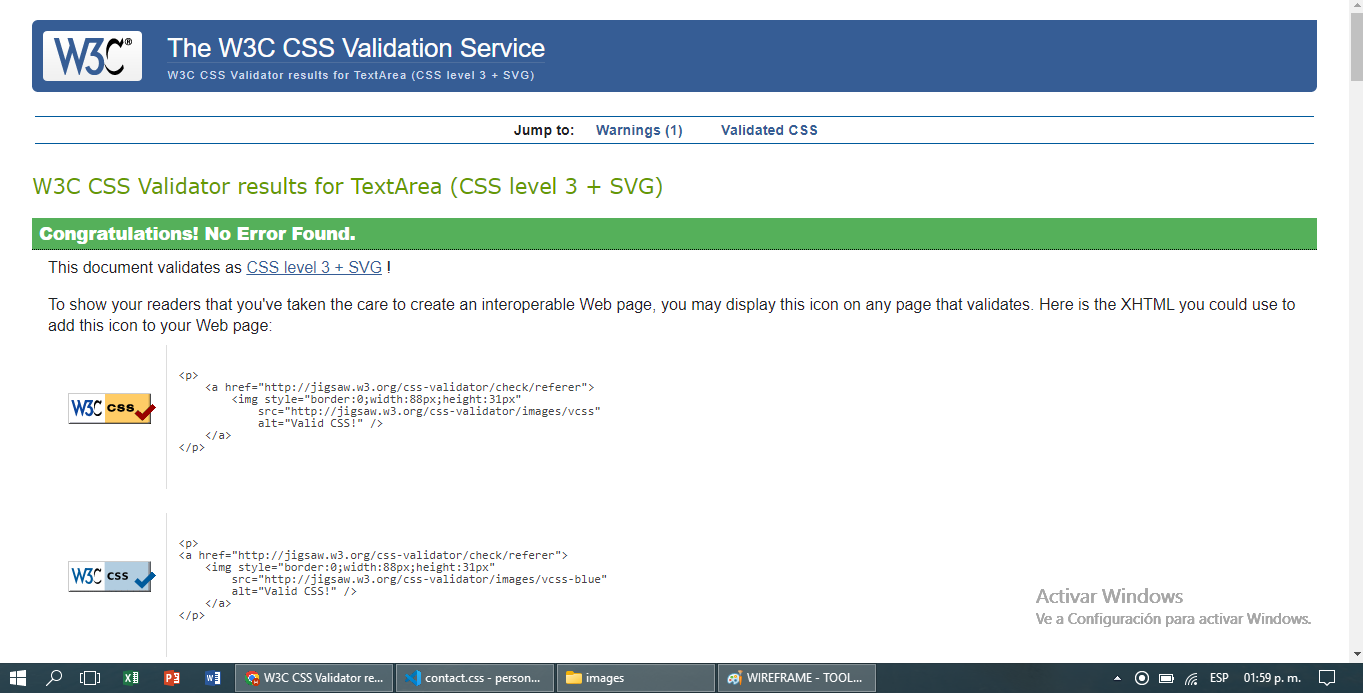 W3C®
The W3C CSS Validation Service
W3C CSS Validator results for TextArea (CSS level 3 + SVG)
Jump to: Warnings (1) Validated CSS
W3C CSS Validator results for TextArea (CSS level 3 + SVG)
Congratulations! No Error Found.
This document validates as CSS level 3 + SVG !
To show your readers that you've taken the care to create an interoperable Web page, you may display this icon on any page that validates. Here is the XHTML you could use to
add this icon to your Web page:
W3C css
<p>
    <a href="http://jigsaw.w3.org/css-validator/check/referer">
        <img style="border:0;width:88px;height:31px"
            src="http://jigsaw.w3.org/css-validator/images/vcss"
            alt="Valid CSS!" />
    </a>
</p>
W3C css
<p>
<a href="http://jigsaw.w3.org/css-validator/check/referer">
    <img style="border:0;width:88px;height:31px"
        src="http://jigsaw.w3.org/css-validator/images/vcss-blue"
        alt="Valid CSS!" />
    </a>
</p>
Activar Windows
Ve a Configuración para activar Windows.
W3C CSS Validator re... contact.css - person... images WIREFRAME - TOOL... ESP 01:59 p. m.